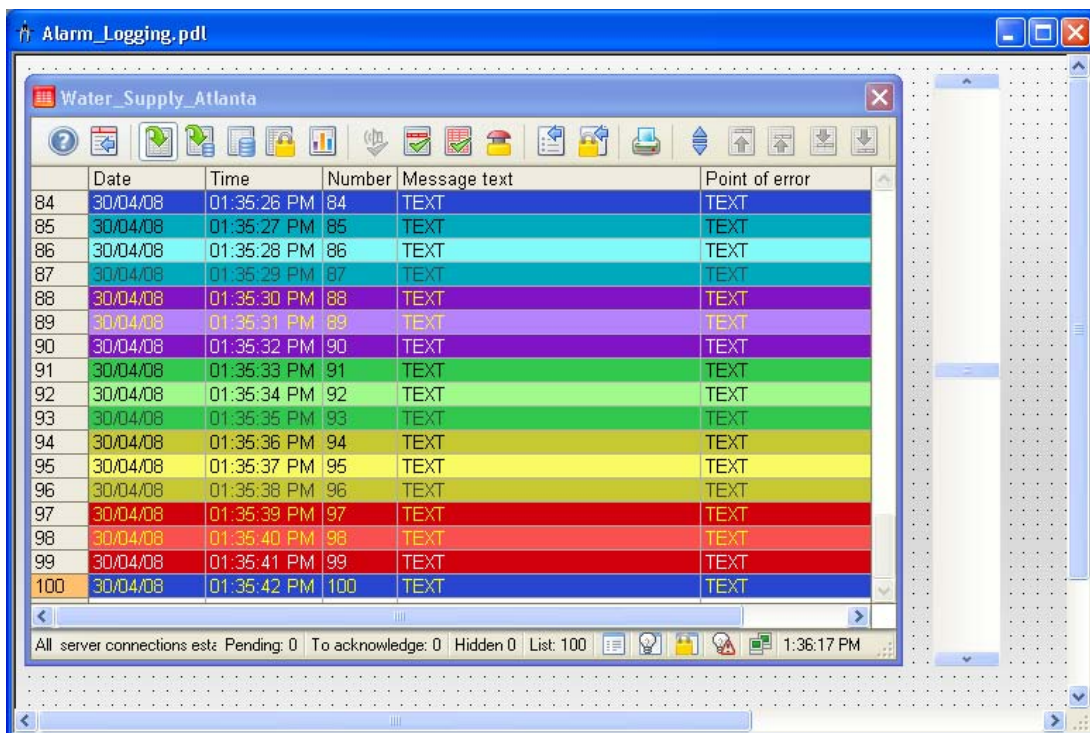 Alarm_Logging.pdl
Water_Supply_Atlanta
Date Time Number Message text Point of error
84 30/04/08 01:35:26 PM 84 TEXT TEXT
85 30/04/08 01:35:27 PM 85 TEXT TEXT
86 30/04/08 01:35:28 PM 86 TEXT TEXT
87 30/04/08 01:35:29 PM 87 TEXT TEXT
88 30/04/08 01:35:30 PM 88 TEXT TEXT
89 30/04/08 01:35:31 PM 89 TEXT TEXT
90 30/04/08 01:35:32 PM 90 TEXT TEXT
91 30/04/08 01:35:33 PM 91 TEXT TEXT
92 30/04/08 01:35:34 PM 92 TEXT TEXT
93 30/04/08 01:35:35 PM 93 TEXT TEXT
94 30/04/08 01:35:36 PM 94 TEXT TEXT
95 30/04/08 01:35:37 PM 95 TEXT TEXT
96 30/04/08 01:35:38 PM 96 TEXT TEXT
97 30/04/08 01:35:39 PM 97 TEXT TEXT
98 30/04/08 01:35:40 PM 98 TEXT TEXT
99 30/04/08 01:35:41 PM 99 TEXT TEXT
100 30/04/08 01:35:42 PM 100 TEXT TEXT
All server connections esta Pending: 0 To acknowledge: 0 Hidden 0 List: 100 1:36:17 PM